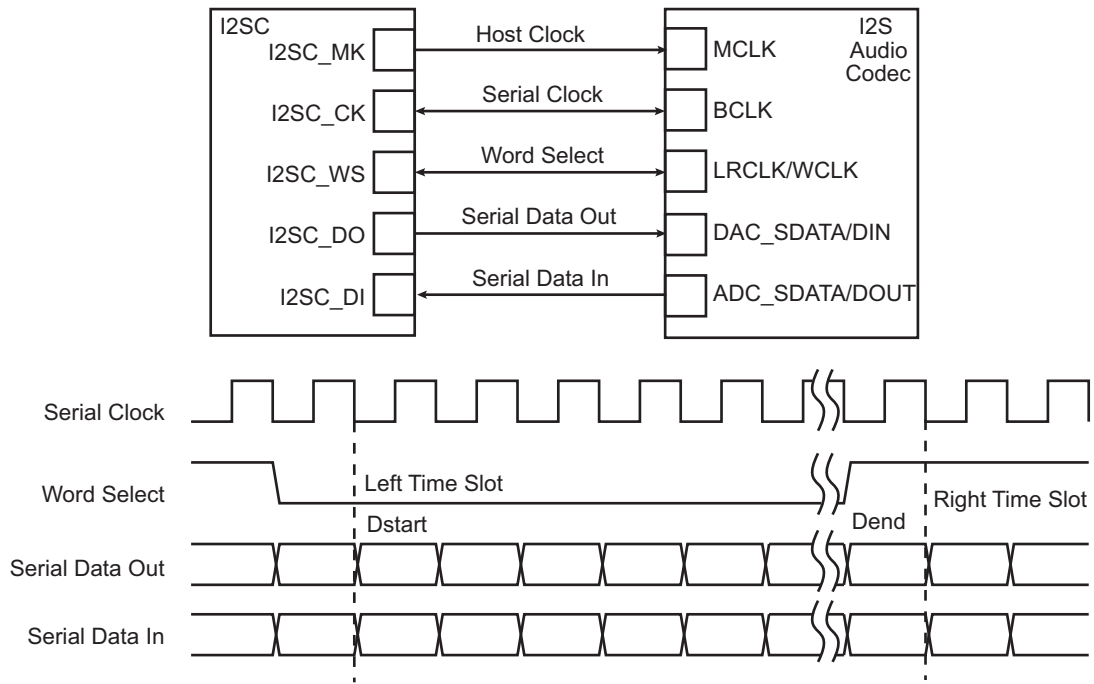 I2SC
I2S
Audio
Codec
I2SC_MK
Host Clock
MCLK
I2SC_CK
Serial Clock
BCLK
I2SC_WS
Word Select
LRCLK/WCLK
I2SC_DO
Serial Data Out
DAC_SDATA/DIN
I2SC_DI
Serial Data In
ADC_SDATA/DOUT
Serial Clock
Word Select
Left Time Slot
Right Time Slot
Dstart
Dend
Serial Data Out
Serial Data In